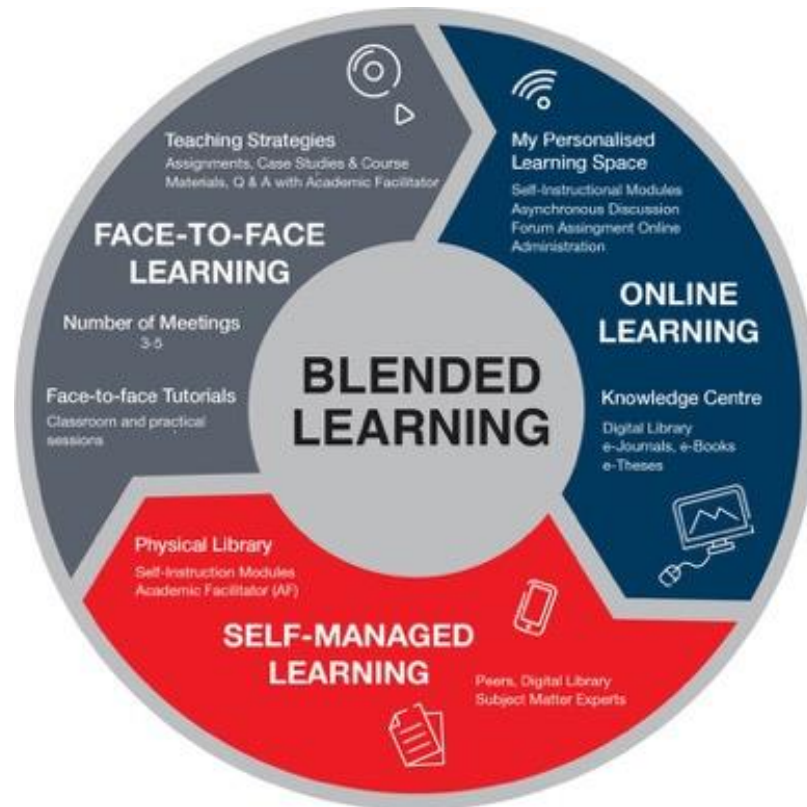 Teaching Strategies
Assignments, Case Studies & Course
Materials, Q & A with Academic Facilitator
FACE-TO-FACE
LEARNING
Number of Meetings
3-5
Face-to-face Tutorials
Classroom and practical
sessions
My Personalised
Learning Space
Self-Instructional Modules
Asynchronous Discussion
Forum Assingment Online
Administration
ONLINE
LEARNING
Knowledge Centre
Digital Library
e-Journals, e-Books
e-Theses
BLENDED
LEARNING
Physical Library
Self-Instruction Modules
Academic Facilitator (AF)
SELF-MANAGED
LEARNING
Peers, Digital Library
Subject Matter Experts